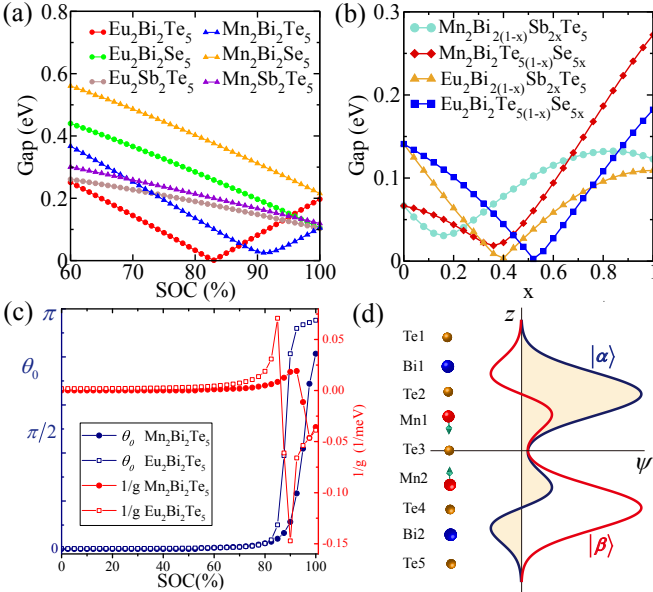 (a)
Gap (eV)
0.8
0.6
0.4
0.2
0
60
70
80
90
100
SOC (%)
Eu2Bi2Te5
Mn2Bi2Te5
Eu2Bi2Se5
Mn2Bi2Se5
Eu2Sb2Te5
Mn2Sb2Te5
(b)
Gap (eV)
0.3
0.2
0.1
0
0
0.2
0.4
0.6
0.8
1
x
Mn2Bi2(1-x)Sb2xTe5
Mn2Bi2Te5(1-x)Se5x
Eu2Bi2(1-x)Sb2xTe5
Eu2Bi2Te5(1-x)Se5x
(c)
π
θ0
π/2
0
0
20
40
60
80
100
SOC(%)
0.05
0.00
-0.05
-0.10
-0.15
1/g (1/meV)
θ0 Mn2Bi2Te5
θ0 Eu2Bi2Te5
1/g Mn2Bi2Te5
1/g Eu2Bi2Te5
(d)
z
Te1
Bi1
Te2
Mn1
Te3
Mn2
Te4
Bi2
Te5
|α⟩
ψ
|β⟩